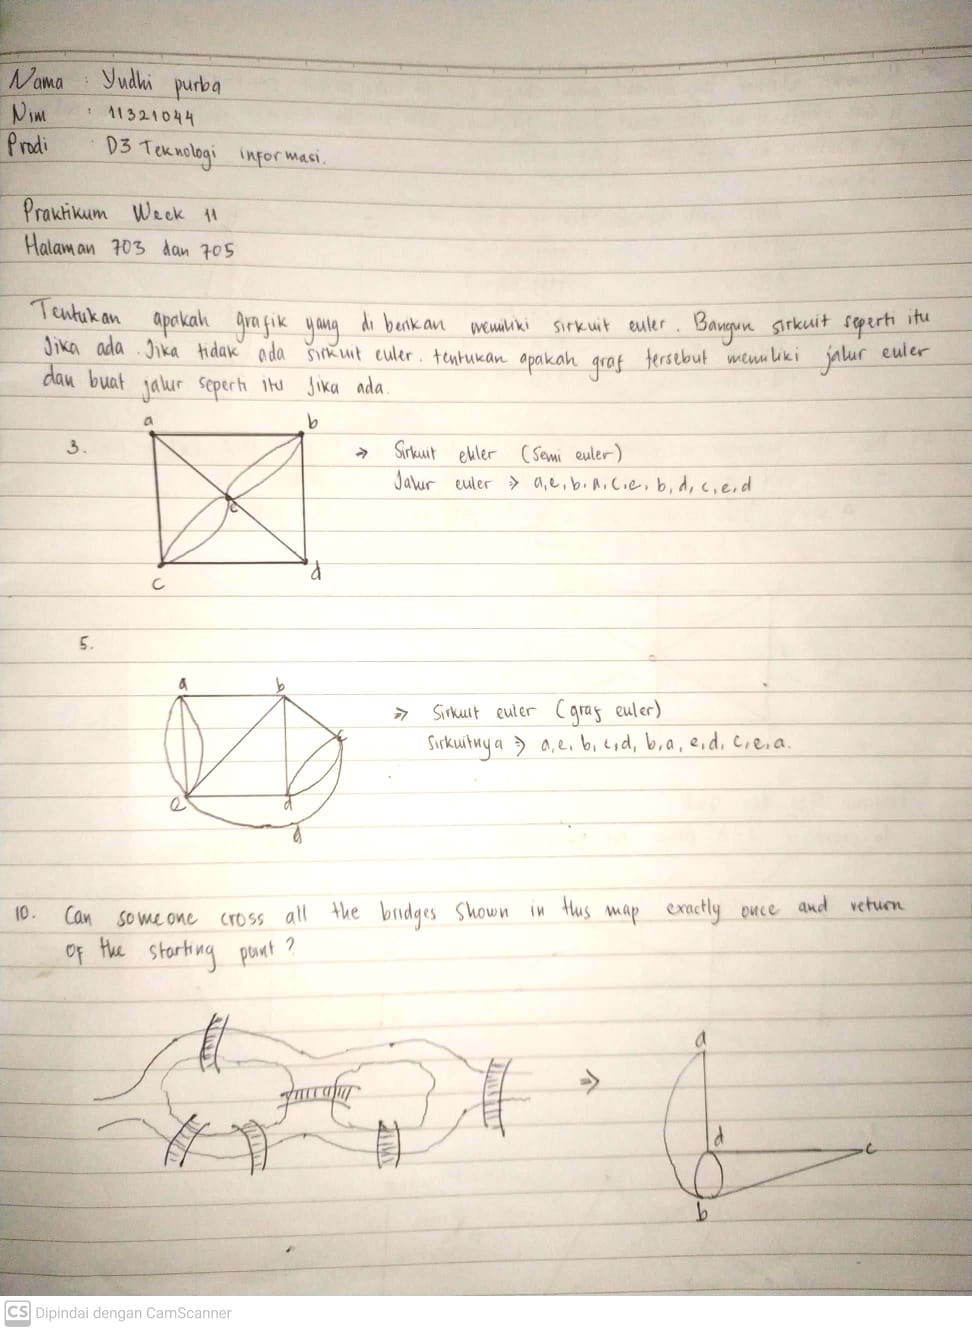 Nama : Yudhi purba
Nim : 11321044
Prodi : D3 Teknologi informasi.
Praktikum Week 11
Halaman 703 dan 705
Tentukan apakah grafik yang di berikan memiliki sirkuit euler. Bangun sirkuit seperti itu
Jika ada. Jika tidak ada sirkuit euler. tentukan apakah graf tersebut memiliki jalur euler
dan buat jalur seperti itu Jika ada.
a b
3. → Sirkuit (semi euler)
Jalur euler ⇒ a,e,b,a,c,e,b,d,c,e,d
e
c d
5.
a b
⇒ Sirkuit euler (graf euler)
c
Sirkuitnya ⇒ a,e,b,c,d,b,a,e,d,c,e,a.
e d
d
10. Can someone cross all the bridges shown in this map exactly once and return
of the starting point?
a
⇒
d c
b
CS Dipindai dengan CamScanner